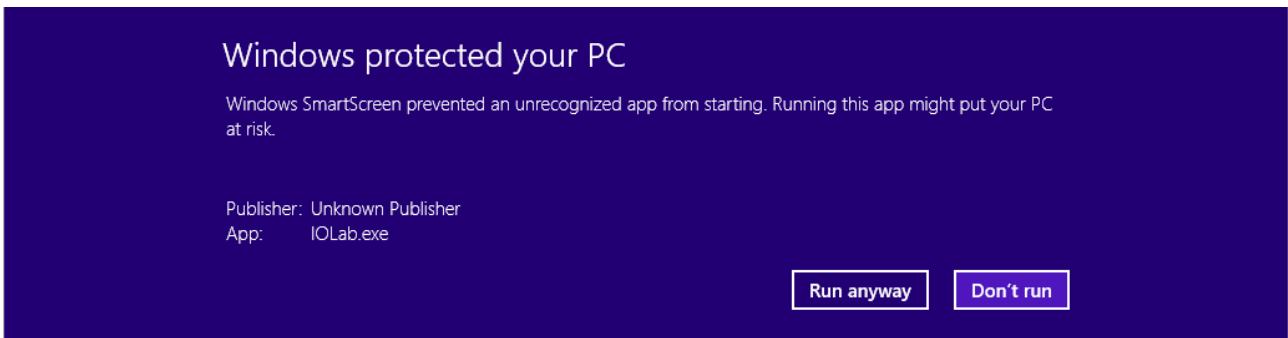 Windows protected your PC
Windows SmartScreen prevented an unrecognized app from starting. Running this app might put your PC
at risk.
Publisher: Unknown Publisher
App: IOLab.exe
Run anyway Don't run